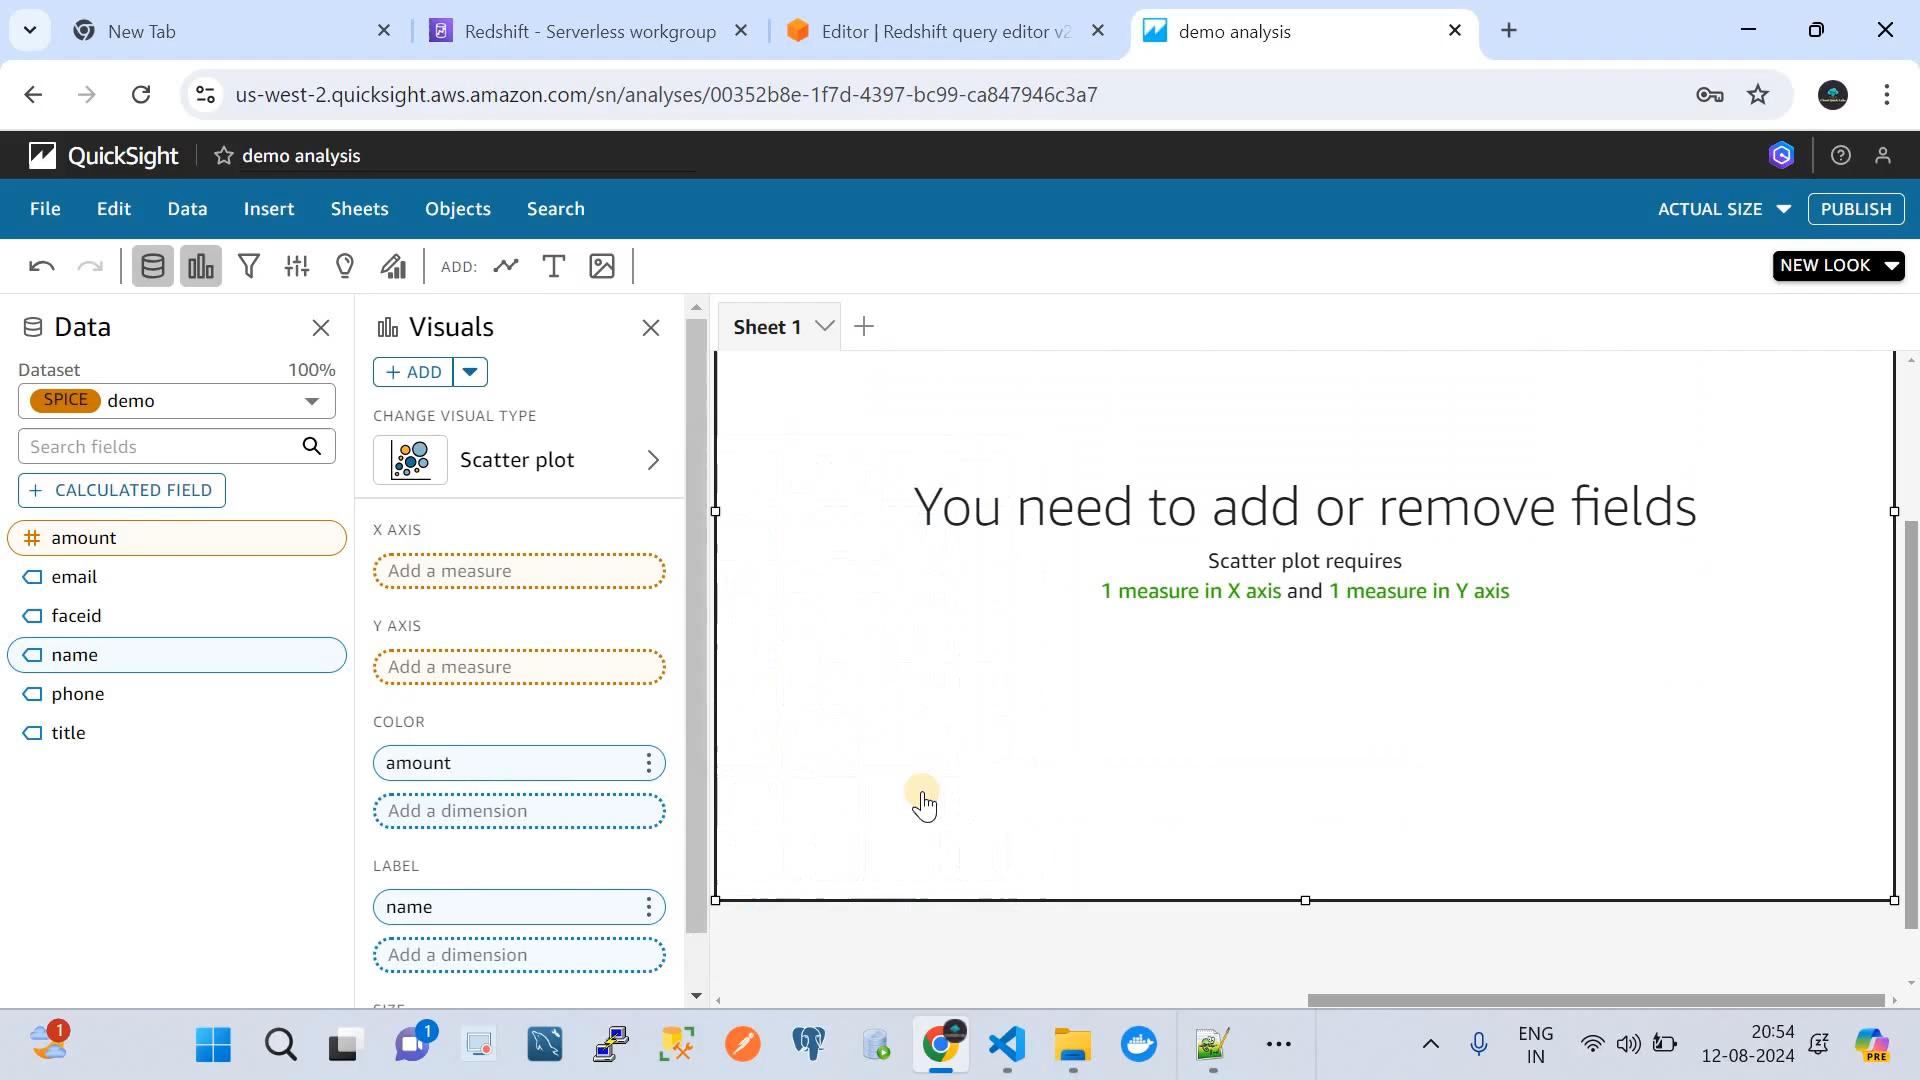 New Tab
Redshift - Serverless workgroup
Editor | Redshift query editor v2
demo analysis
us-west-2.quicksight.aws.amazon.com/sn/analyses/00352b8e-1f7d-4397-bc99-ca847946c3a7
QuickSight
demo analysis
File Edit Data Insert Sheets Objects Search
ACTUAL SIZE
PUBLISH
ADD:
NEW LOOK
Data
Dataset 100%
SPICE demo
Search fields
+ CALCULATED FIELD
amount
email
faceid
name
phone
title
Visuals
+ ADD
CHANGE VISUAL TYPE
Scatter plot
X AXIS
Add a measure
Y AXIS
Add a measure
COLOR
amount
Add a dimension
LABEL
name
Add a dimension
SIZE
Sheet 1
You need to add or remove fields
Scatter plot requires
1 measure in X axis and 1 measure in Y axis
1
1
ENG
IN
20:54
12-08-2024
PRE